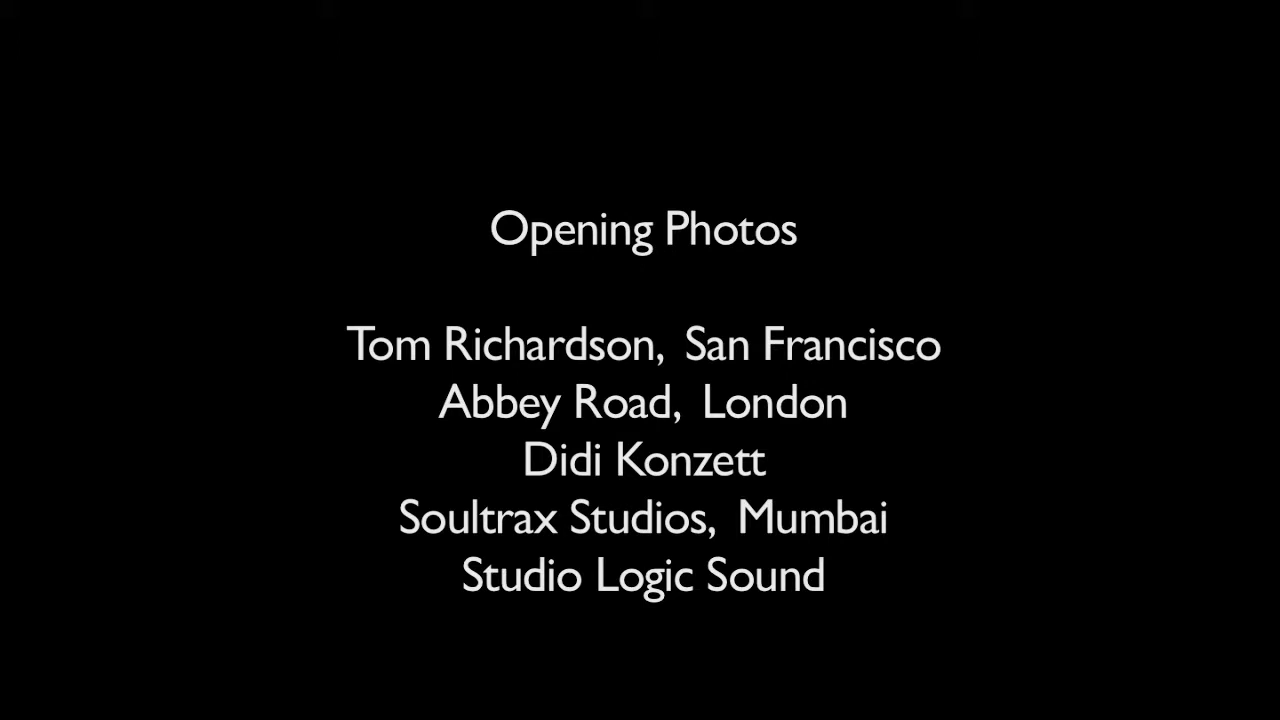 Opening Photos
Tom Richardson, San Francisco
Abbey Road, London
Didi Konzett
Soultrax Studios, Mumbai
Studio Logic Sound